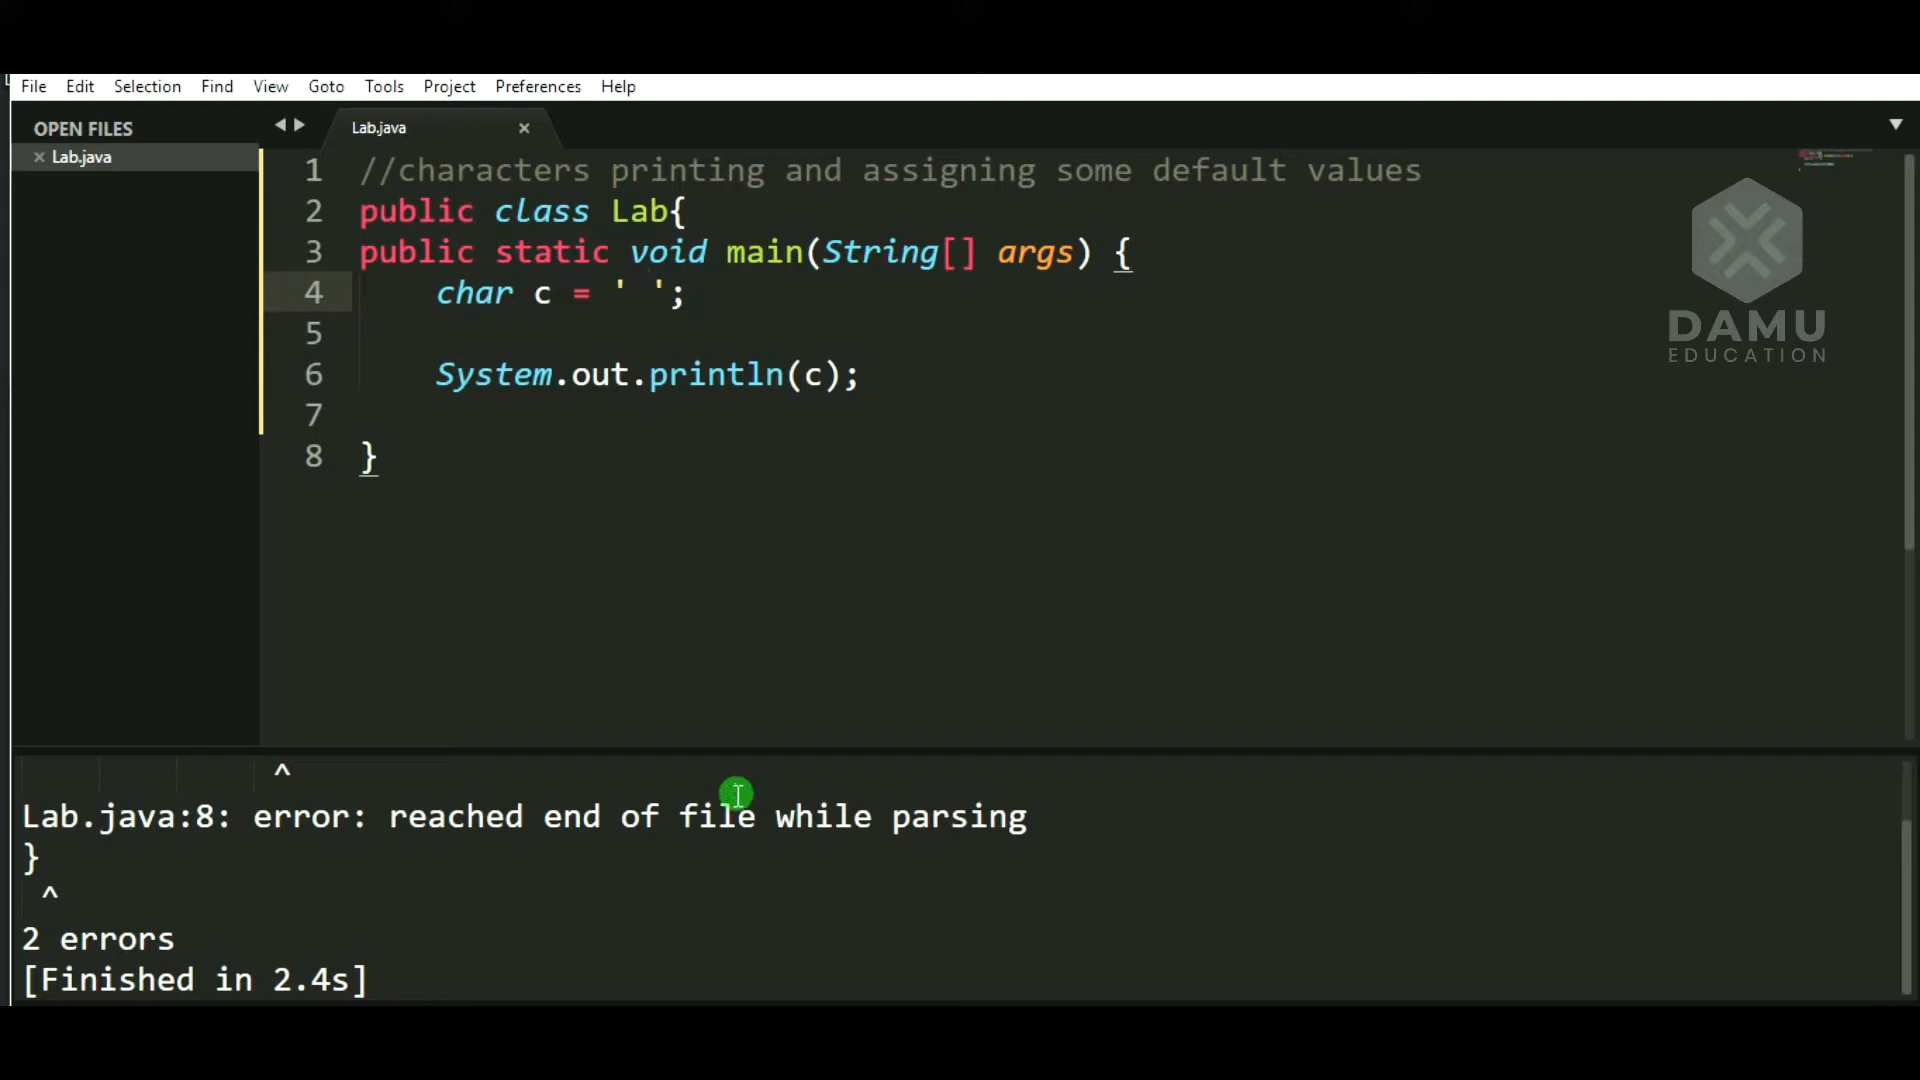 File Edit Selection Find View Goto Tools Project Preferences Help
OPEN FILES
Lab.java
Lab.java
1 //characters printing and assigning some default values
2 public class Lab{
3 public static void main(String[] args) {
4 char c = ' ';
5
6 System.out.println(c);
7
8 }
DAMU
EDUCATION
^
Lab.java:8: error: reached end of file while parsing
}
^
2 errors
[Finished in 2.4s]